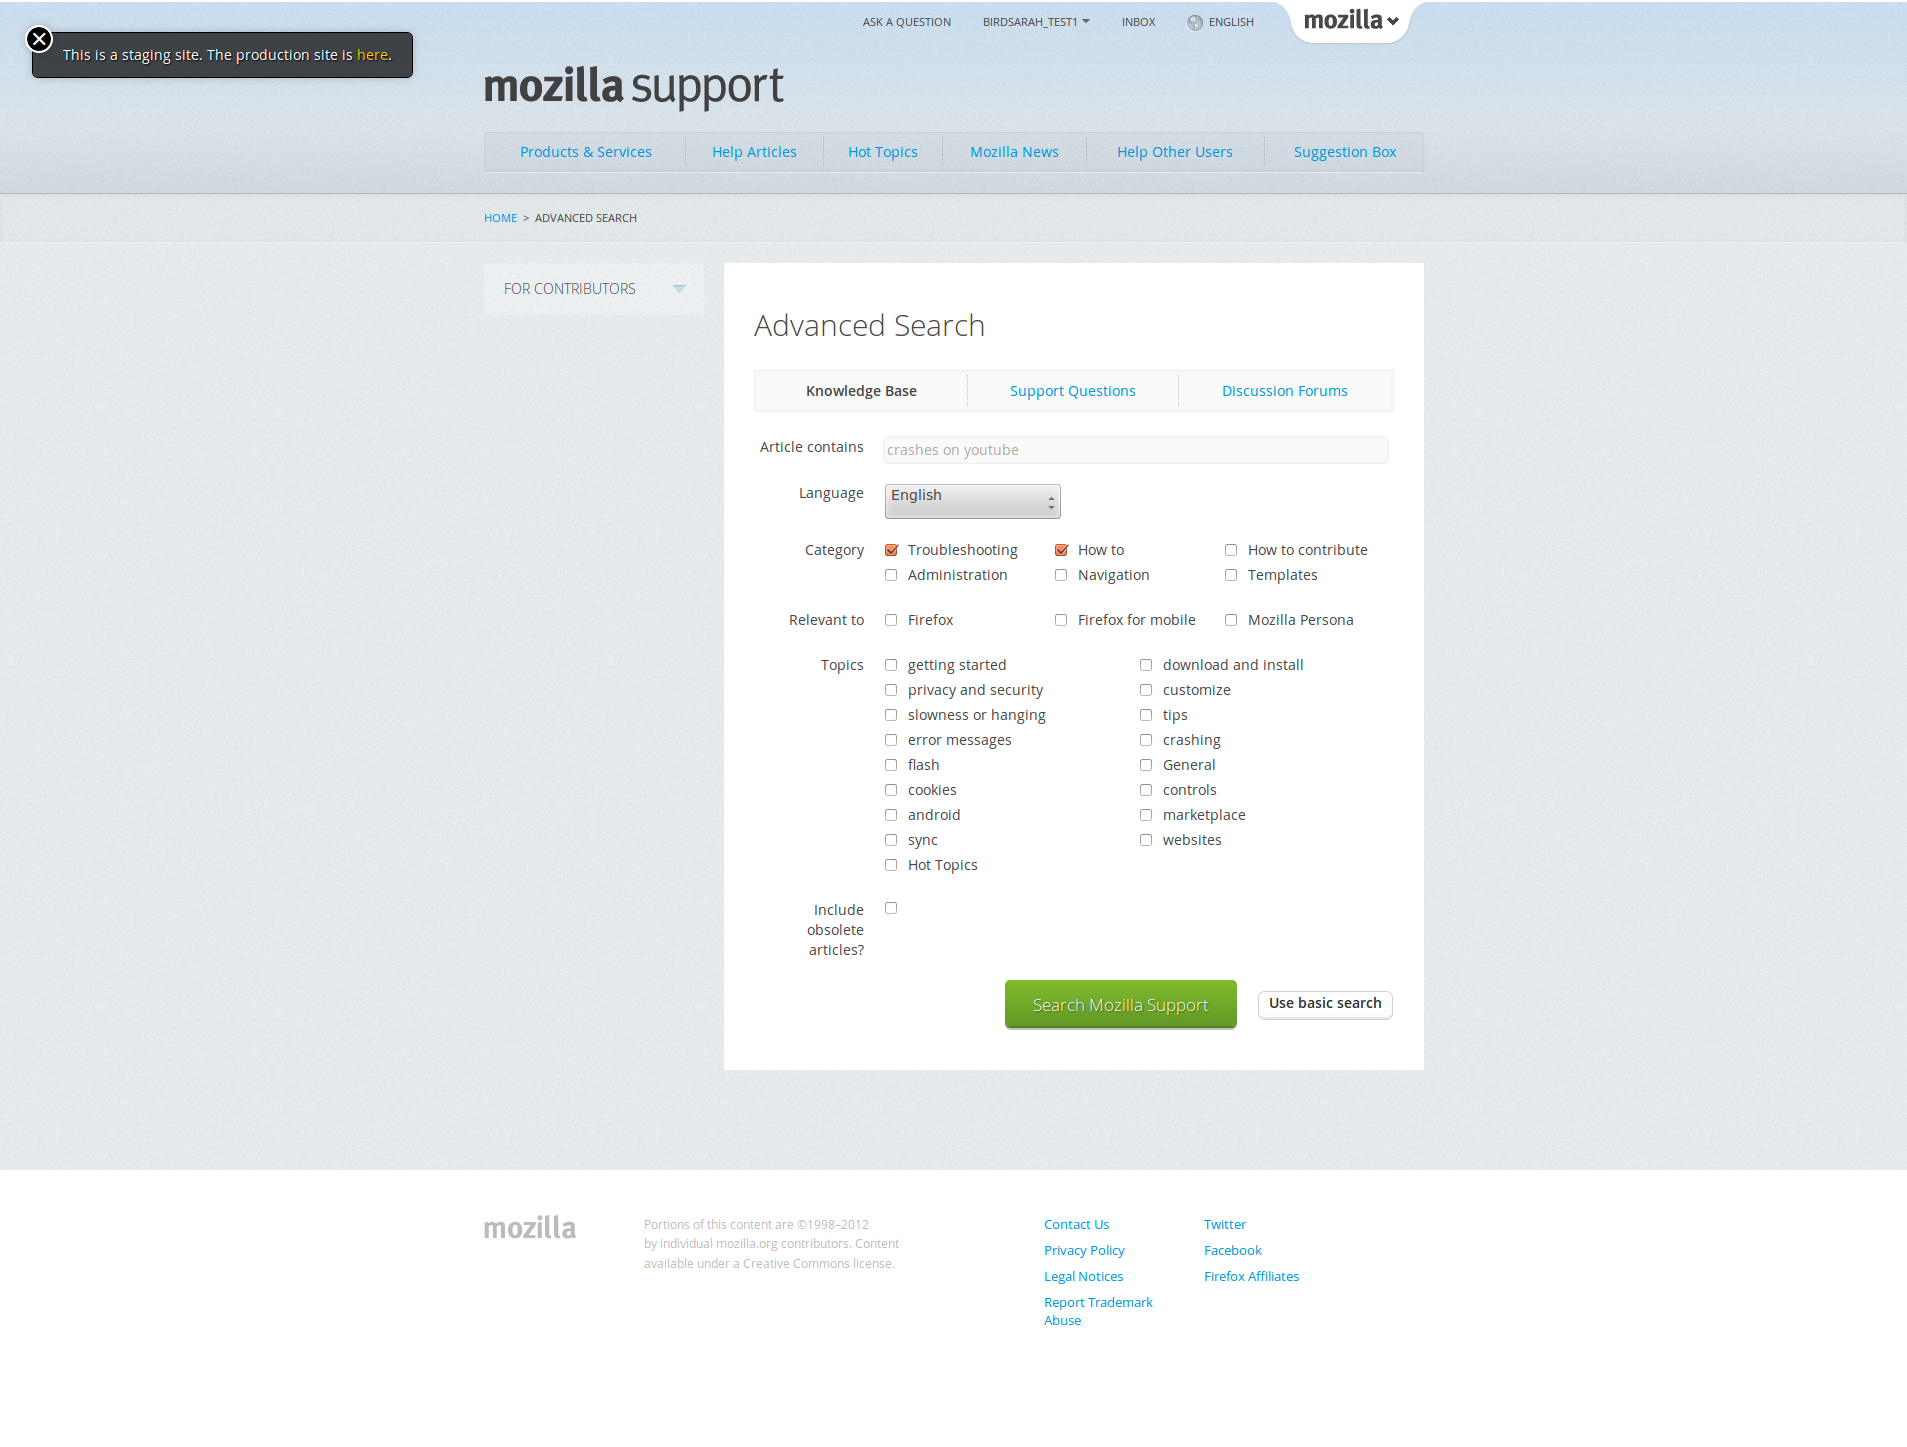 ASK A QUESTION BIRDSARAH_TEST1 INBOX ENGLISH mozilla
This is a staging site. The production site is here.
mozilla support
Products & Services Help Articles Hot Topics Mozilla News Help Other Users Suggestion Box
HOME > ADVANCED SEARCH
FOR CONTRIBUTORS
Advanced Search
Knowledge Base Support Questions Discussion Forums
Article contains crashes on youtube
Language English
Category Troubleshooting How to How to contribute
Administration Navigation Templates
Relevant to Firefox Firefox for mobile Mozilla Persona
Topics getting started download and install
privacy and security customize
slowness or hanging tips
error messages crashing
flash General
cookies controls
android marketplace
sync websites
Hot Topics
Include
obsolete
articles?
Search Mozilla Support Use basic search
mozilla
Portions of this content are ©1998–2012
by individual mozilla.org contributors. Content
available under a Creative Commons license.
Contact Us
Privacy Policy
Legal Notices
Report Trademark
Abuse
Twitter
Facebook
Firefox Affiliates